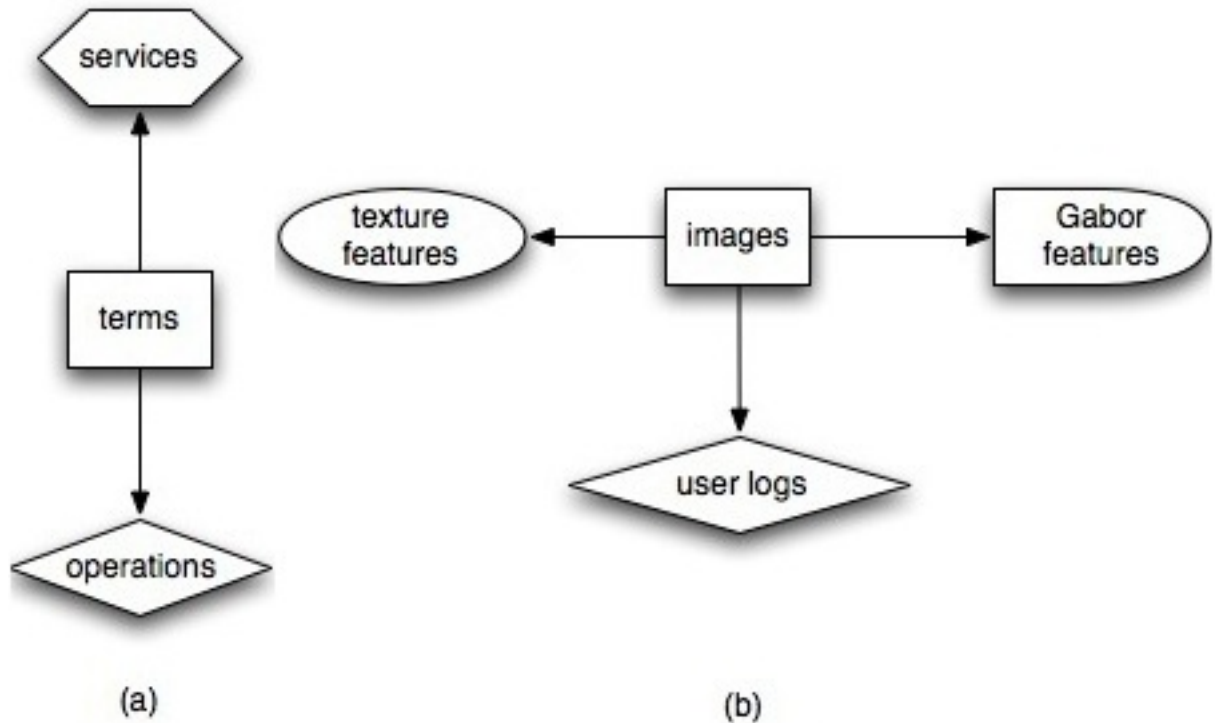 services
terms
operations
(a)
texture
features
images
Gabor
features
user logs
(b)